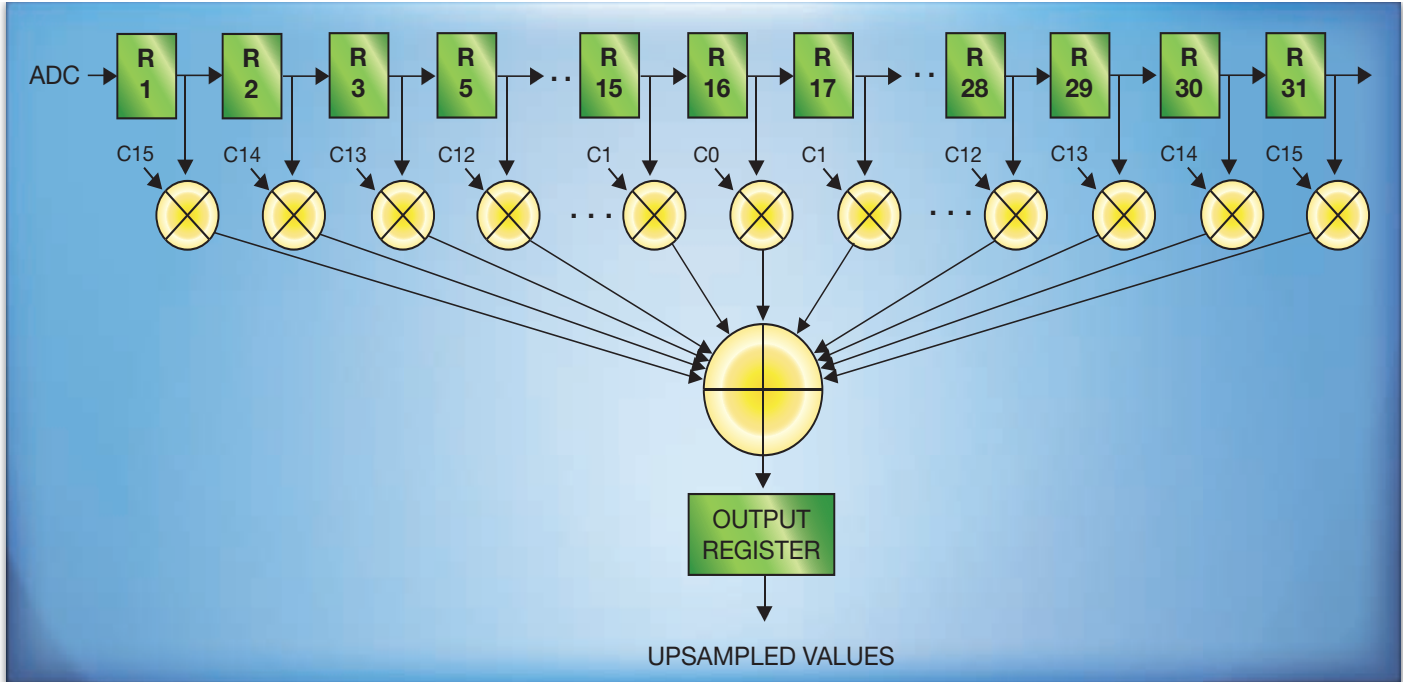 ADC
R 1
R 2
R 3
R 5
R 15
R 16
R 17
R 28
R 29
R 30
R 31
C15
C14
C13
C12
C1
C0
C1
C12
C13
C14
C15
OUTPUT
REGISTER
UPSAMPLED VALUES